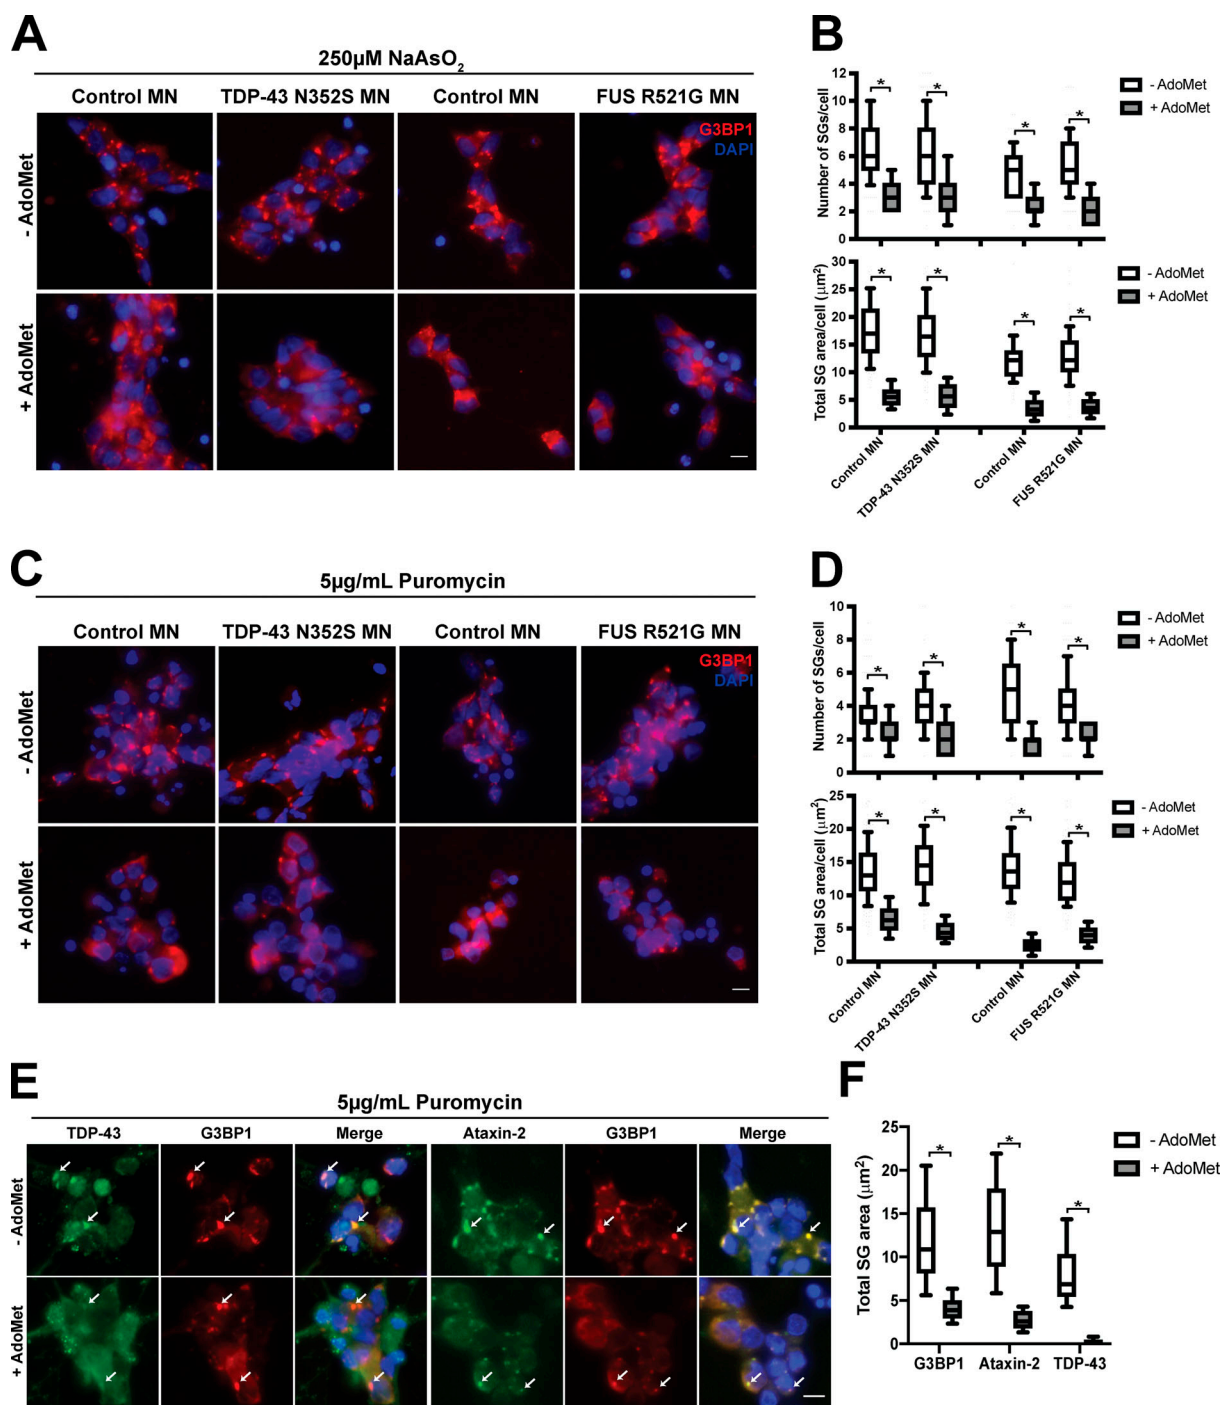 A
250µM NaAsO₂
Control MN TDP-43 N352S MN Control MN FUS R521G MN
G3BP1
DAPI
- AdoMet
+ AdoMet
B
Number of SGs/cell
12
10
8
6
4
2
0
* * * *
- AdoMet
+ AdoMet
Total SG area/cell (µm²)
30
25
20
15
10
5
0
* * * *
- AdoMet
+ AdoMet
Control MN TDP-43 N352S MN Control MN FUS R521G MN
C
5µg/mL Puromycin
Control MN TDP-43 N352S MN Control MN FUS R521G MN
G3BP1
DAPI
- AdoMet
+ AdoMet
D
Number of SGs/cell
10
8
6
4
2
0
* * * *
- AdoMet
+ AdoMet
Total SG area/cell (µm²)
25
20
15
10
5
0
* * * *
- AdoMet
+ AdoMet
Control MN TDP-43 N352S MN Control MN FUS R521G MN
E
5µg/mL Puromycin
TDP-43 G3BP1 Merge Ataxin-2 G3BP1 Merge
- AdoMet
+ AdoMet
F
Total SG area (µm²)
25
20
15
10
5
0
* * *
- AdoMet
+ AdoMet
G3BP1 Ataxin-2 TDP-43